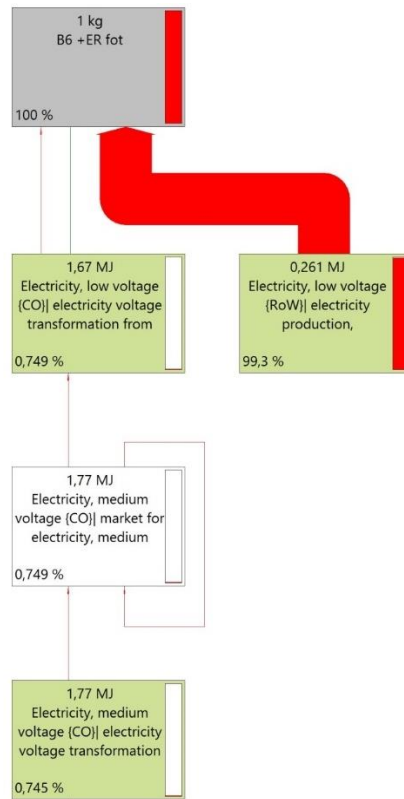 1 kg
B6 +ER fot
100 %
1,67 MJ
Electricity, low voltage
{CO}| electricity voltage
transformation from
0,749 %
0,261 MJ
Electricity, low voltage
{RoW}| electricity
production,
99,3 %
1,77 MJ
Electricity, medium
voltage {CO}| market for
electricity, medium
0,749 %
1,77 MJ
Electricity, medium
voltage {CO}| electricity
voltage transformation
0,745 %